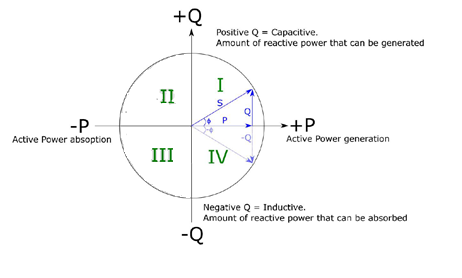 +Q
Positive Q = Capacitive.
Amount of reactive power that can be generated
II
I
S
Q
ϕ
P
-P
+P
-ϕ
-Q
Active Power absoption
Active Power generation
III
IV
Negative Q = Inductive.
Amount of reactive power that can be absorbed
-Q